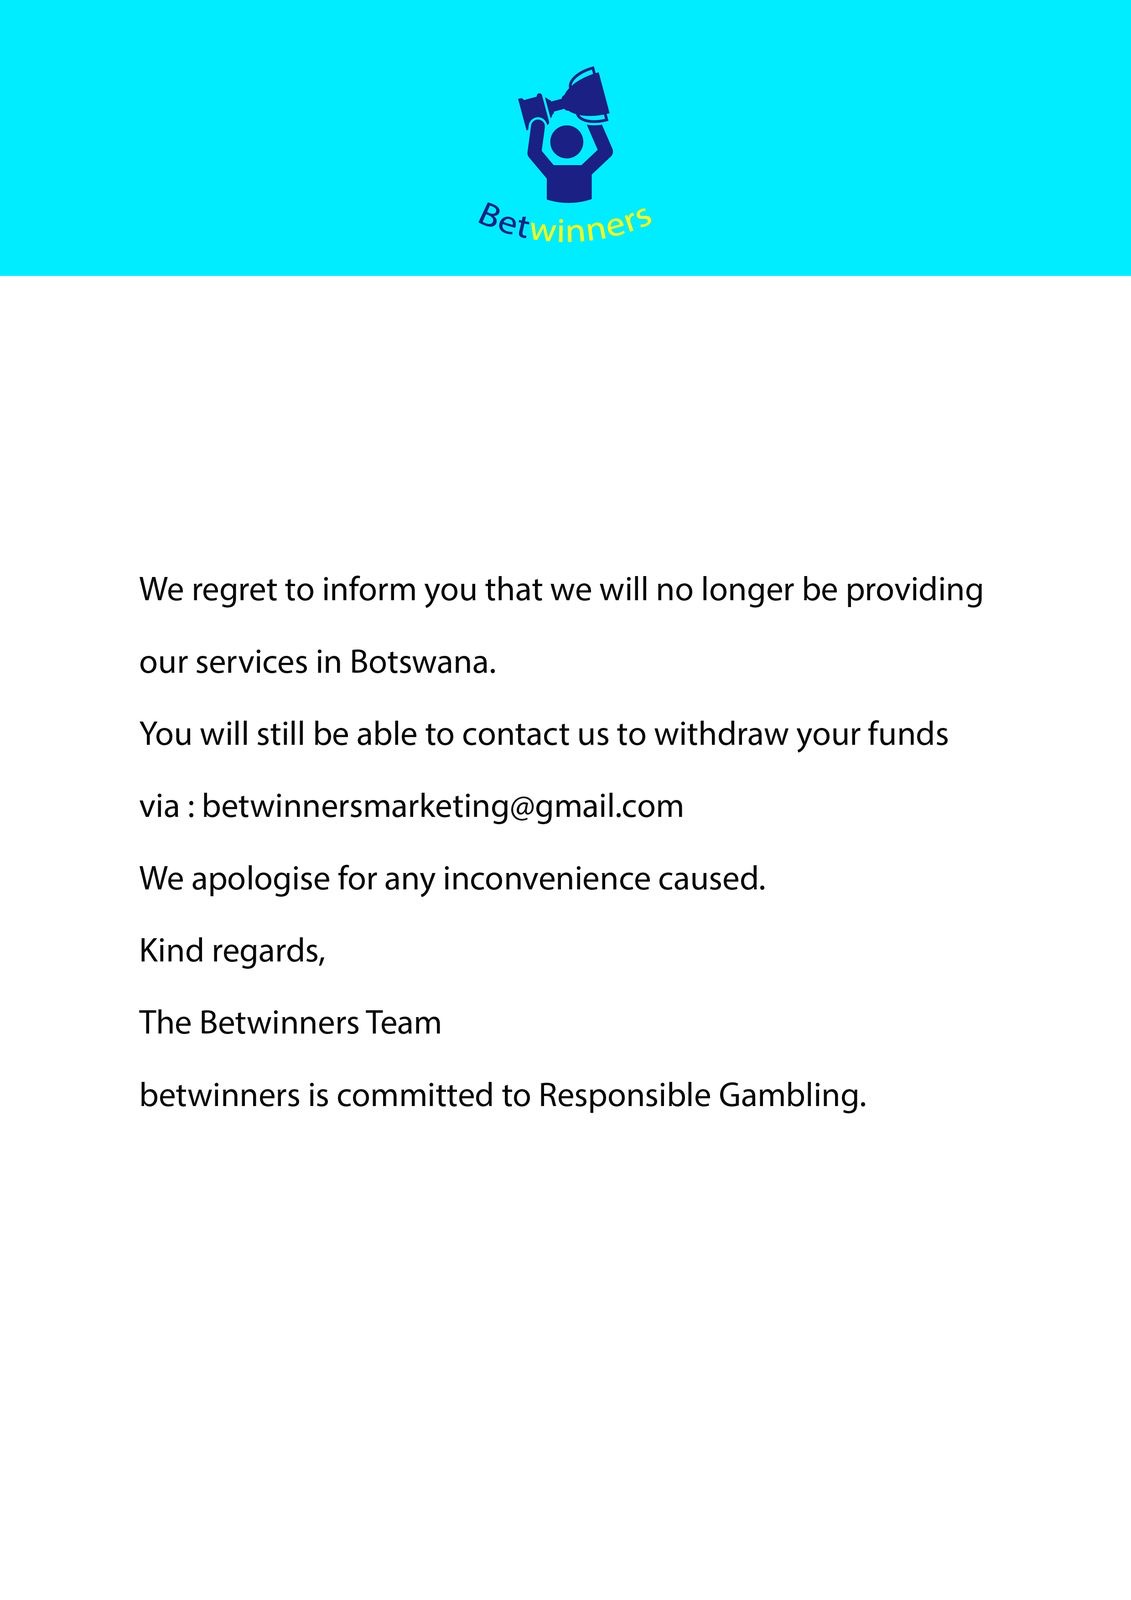 Betwinners
We regret to inform you that we will no longer be providing
our services in Botswana.
You will still be able to contact us to withdraw your funds
via : betwinnersmarketing@gmail.com
We apologise for any inconvenience caused.
Kind regards,
The Betwinners Team
betwinners is committed to Responsible Gambling.